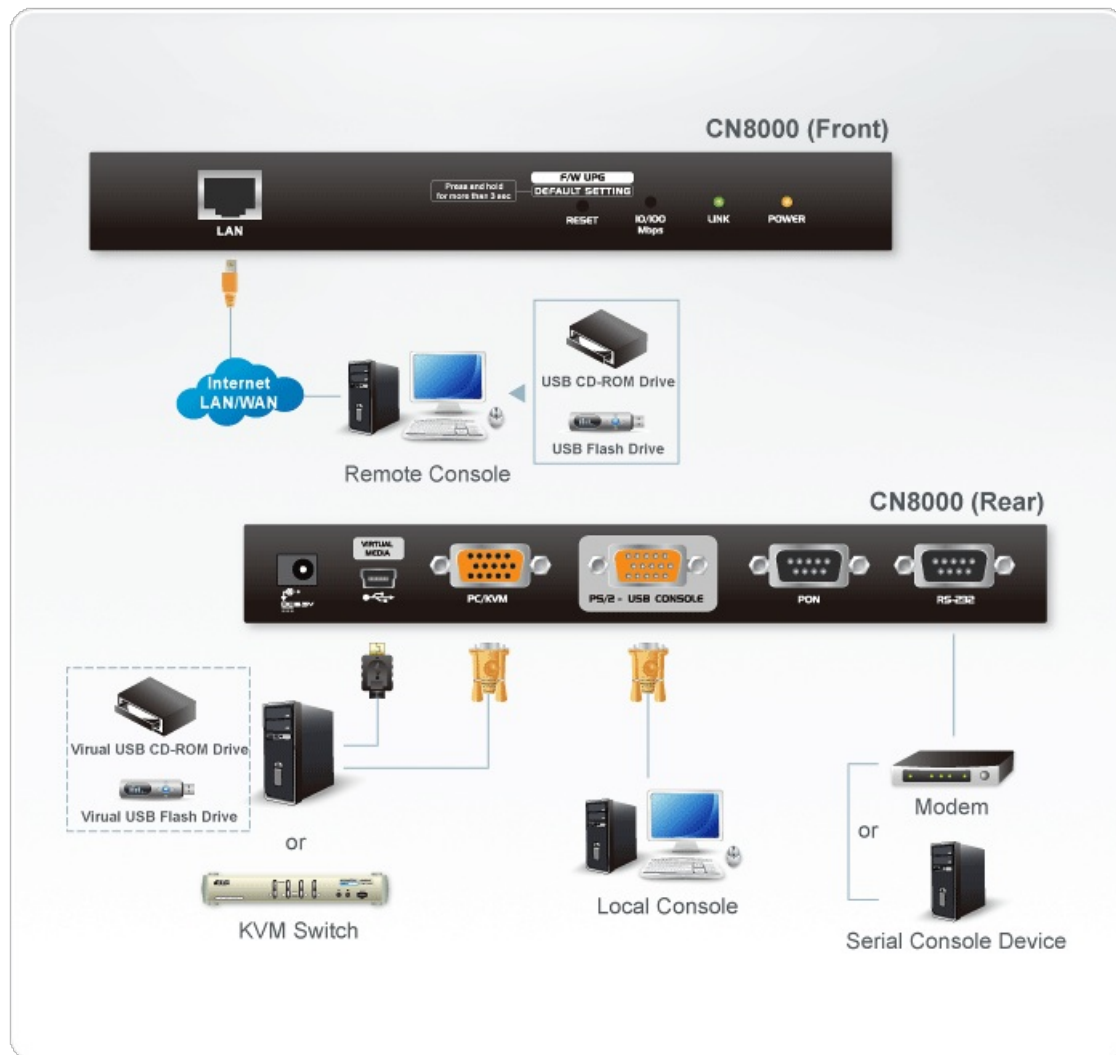 CN8000 (Front)
F/W UPG
Press and hold
for more then 3 sec
DEFAULT SETTING
LAN
RESET
10/100
Mbps
LINK
POWER
Internet
LAN/WAN
USB CD-ROM Drive
USB Flash Drive
Remote Console
CN8000 (Rear)
VIRTUAL
MEDIA
PC/KVM
PS/2 - USB CONSOLE
PON
RS-232
Virual USB CD-ROM Drive
Virual USB Flash Drive
or
KVM Switch
Local Console
Modem
or
Serial Console Device